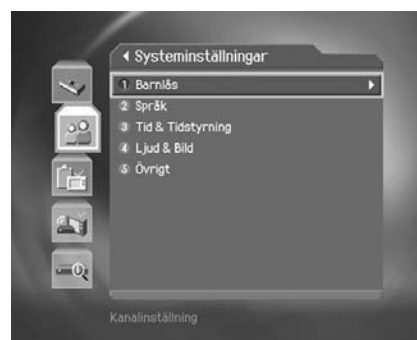 Systeminställningar
1 Barnlås
2 Språk
3 Tid & Tidstyrning
4 Ljud & Bild
5 Övrigt
Kanalinställning